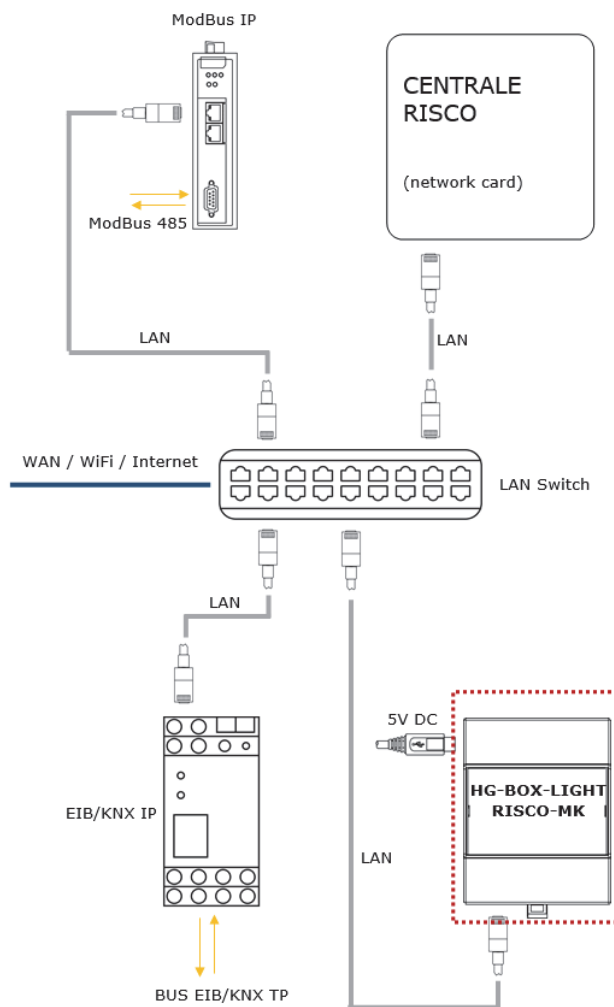 ModBus IP
CENTRALE
RISCO
(network card)
ModBus 485
LAN
LAN
WAN / WiFi / Internet
LAN Switch
LAN
5V DC
HG-BOX-LIGHT
RISCO-MK
EIB/KNX IP
LAN
BUS EIB/KNX TP